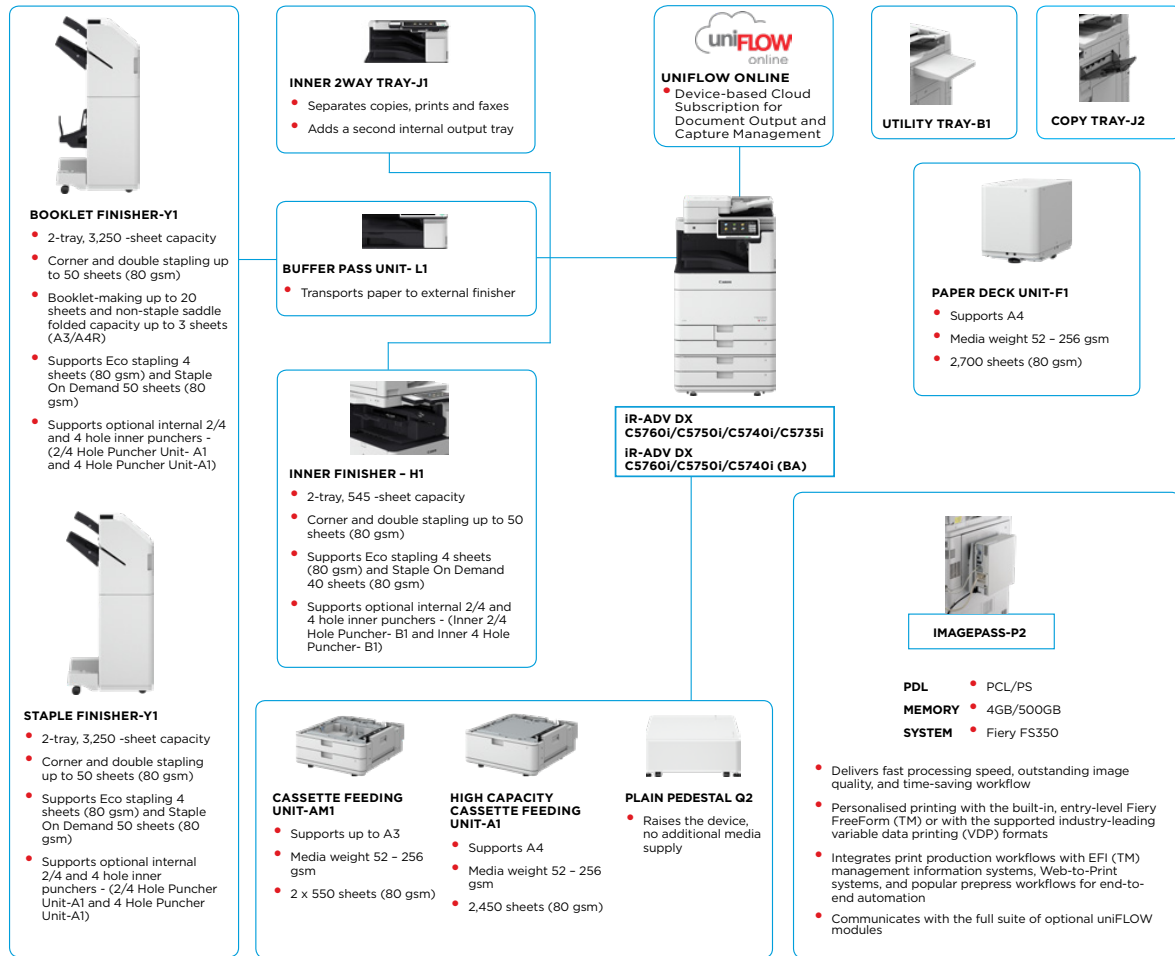 BOOKLET FINISHER-Y1
• 2-tray, 3,250 -sheet capacity
• Corner and double stapling up
to 50 sheets (80 gsm)
• Booklet-making up to 20
sheets and non-staple saddle
folded capacity up to 3 sheets
(A3/A4R)
• Supports Eco stapling 4
sheets (80 gsm) and Staple
On Demand 50 sheets (80
gsm)
• Supports optional internal 2/4
and 4 hole inner punchers -
(2/4 Hole Puncher Unit- A1
and 4 Hole Puncher Unit-A1)
STAPLE FINISHER-Y1
• 2-tray, 3,250 -sheet capacity
• Corner and double stapling
up to 50 sheets (80 gsm)
• Supports Eco stapling 4
sheets (80 gsm) and Staple
On Demand 50 sheets (80
gsm)
• Supports optional internal
2/4 and 4 hole inner
punchers - (2/4 Hole Puncher
Unit-A1 and 4 Hole Puncher
Unit-A1)
INNER 2WAY TRAY-J1
• Separates copies, prints and faxes
• Adds a second internal output tray
BUFFER PASS UNIT- L1
• Transports paper to external finisher
INNER FINISHER – H1
• 2-tray, 545 -sheet capacity
• Corner and double stapling up to 50
sheets (80 gsm)
• Supports Eco stapling 4 sheets
(80 gsm) and Staple On Demand
40 sheets (80 gsm)
• Supports optional internal 2/4 and
4 hole inner punchers - (Inner 2/4
Hole Puncher- B1 and Inner 4 Hole
Puncher- B1)
uniFLOW
online
UNIFLOW ONLINE
• Device-based Cloud
Subscription for
Document Output and
Capture Management
Canon
iR-ADV DX
C5760i/C5750i/C5740i/C5735i
iR-ADV DX
C5760i/C5750i/C5740i (BA)
UTILITY TRAY-B1
COPY TRAY-J2
PAPER DECK UNIT-F1
• Supports A4
• Media weight 52 – 256 gsm
• 2,700 sheets (80 gsm)
CASSETTE FEEDING
UNIT-AM1
• Supports up to A3
• Media weight 52 – 256
gsm
• 2 x 550 sheets (80 gsm)
HIGH CAPACITY
CASSETTE FEEDING
UNIT-A1
• Supports A4
• Media weight 52 – 256
gsm
• 2,450 sheets (80 gsm)
PLAIN PEDESTAL Q2
• Raises the device,
no additional media
supply
IMAGEPASS-P2
PDL • PCL/PS
MEMORY • 4GB/500GB
SYSTEM • Fiery FS350
• Delivers fast processing speed, outstanding image
quality, and time-saving workflow
• Personalised printing with the built-in, entry-level Fiery
FreeForm (TM) or with the supported industry-leading
variable data printing (VDP) formats
• Integrates print production workflows with EFI (TM)
management information systems, Web-to-Print
systems, and popular prepress workflows for end-to-
end automation
• Communicates with the full suite of optional uniFLOW
modules